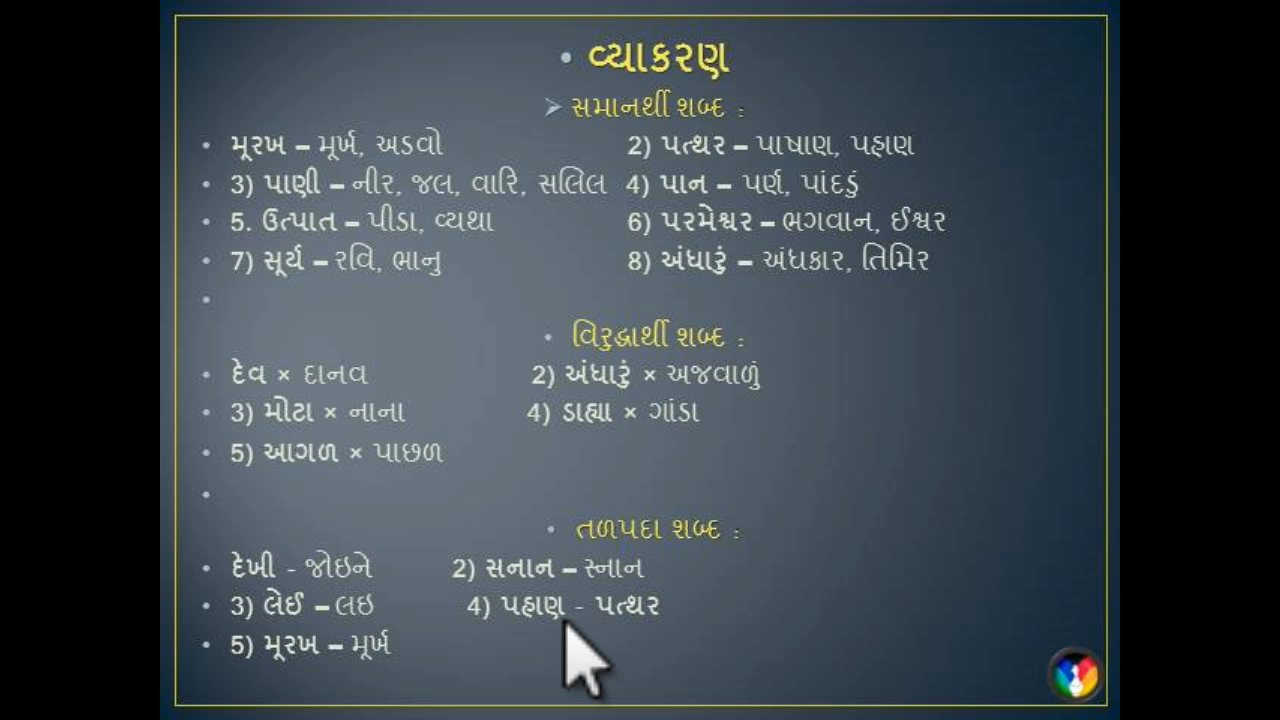 • વ્યાકરણ
➢ સમાનર્થી શબ્દ :
• મૂરખ – મૂર્ખ, અડવો 2) પત્થર – પાષાણ, પહાણ
• 3) પાણી – નીર, જલ, વારિ, સલિલ 4) પાન – પર્ણ, પાંદડું
• 5. ઉત્પાત – પીડા, વ્યથા 6) પરમેશ્વર – ભગવાન, ઈશ્વર
• 7) સૂર્ય – રવિ, ભાનુ 8) અંધારું – અંધકાર, તિમિર
•
• વિરુદ્ધાર્થી શબ્દ :
• દેવ × દાનવ 2) અંધારું × અજવાળું
• 3) મોટા × નાના 4) ડાહ્યા × ગાંડા
• 5) આગળ × પાછળ
•
• તળપદા શબ્દ :
• દેખી - જોઇને 2) સનાન – સ્નાન
• 3) લેઈ – લઇ 4) પહાણ - પત્થર
• 5) મૂરખ – મૂર્ખ